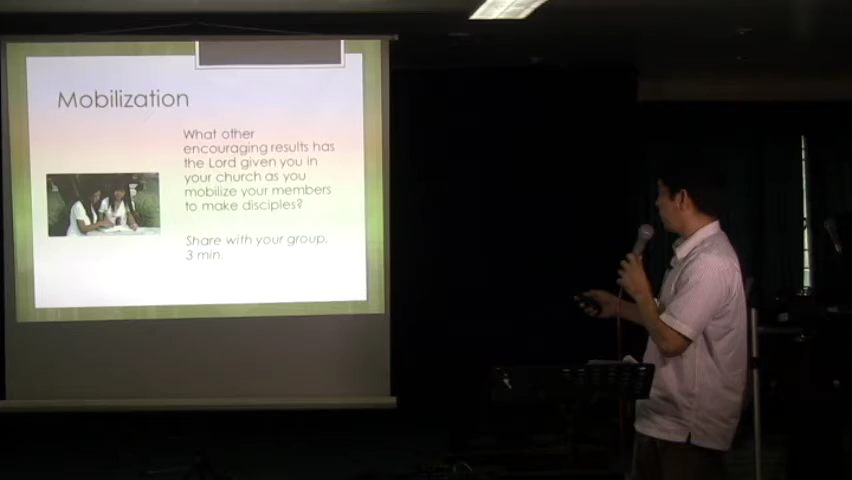 Mobilization
What other
encouraging results has
the Lord given you in
your church as you
mobilize your members
to make disciples?
Share with your group,
3 min.